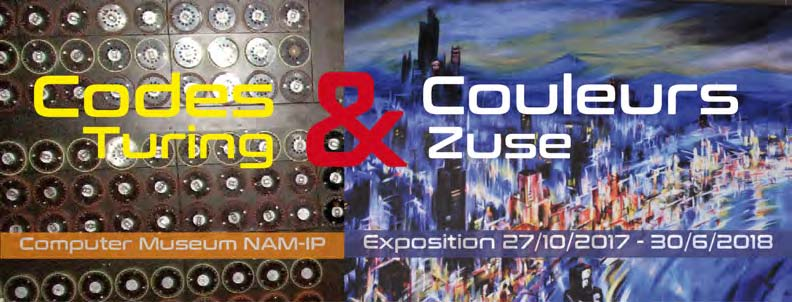 Codes & Couleurs
Turing Zuse
Computer Museum NAM-IP
Exposition 27/10/2017 - 30/6/2018